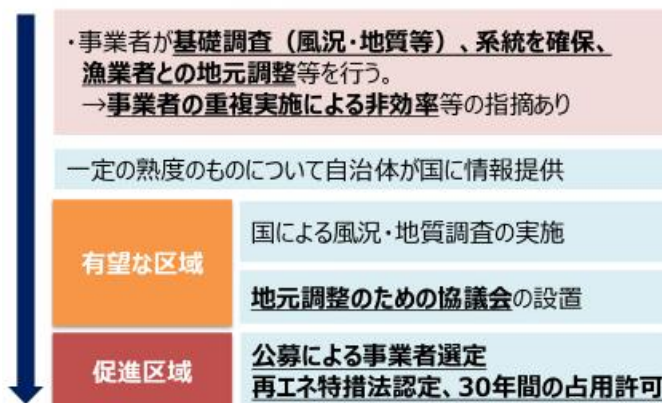 ・事業者が基礎調査（風況・地質等）、系統を確保、
漁業者との地元調整等を行う。
→事業者の重複実施による非効率等の指摘あり
一定の熟度のものについて自治体が国に情報提供
有望な区域
国による風況・地質調査の実施
地元調整のための協議会の設置
促進区域
公募による事業者選定
再エネ特措法認定、30年間の占用許可